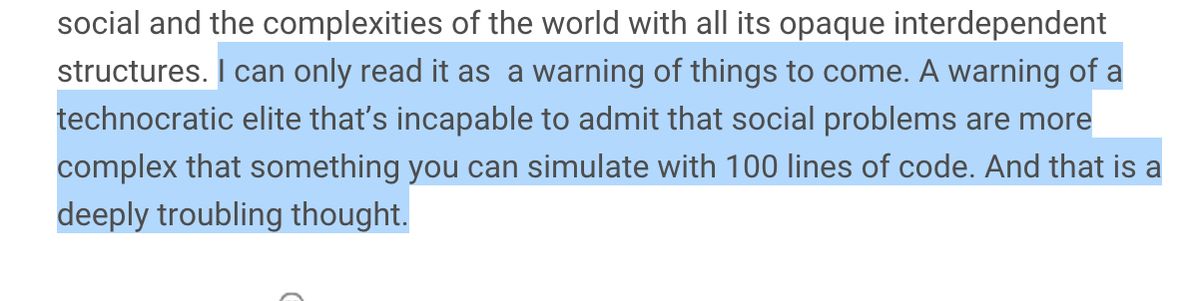 social and the complexities of the world with all its opaque interdependent
structures. I can only read it as  a warning of things to come. A warning of a
technocratic elite that’s incapable to admit that social problems are more
complex that something you can simulate with 100 lines of code. And that is a
deeply troubling thought.